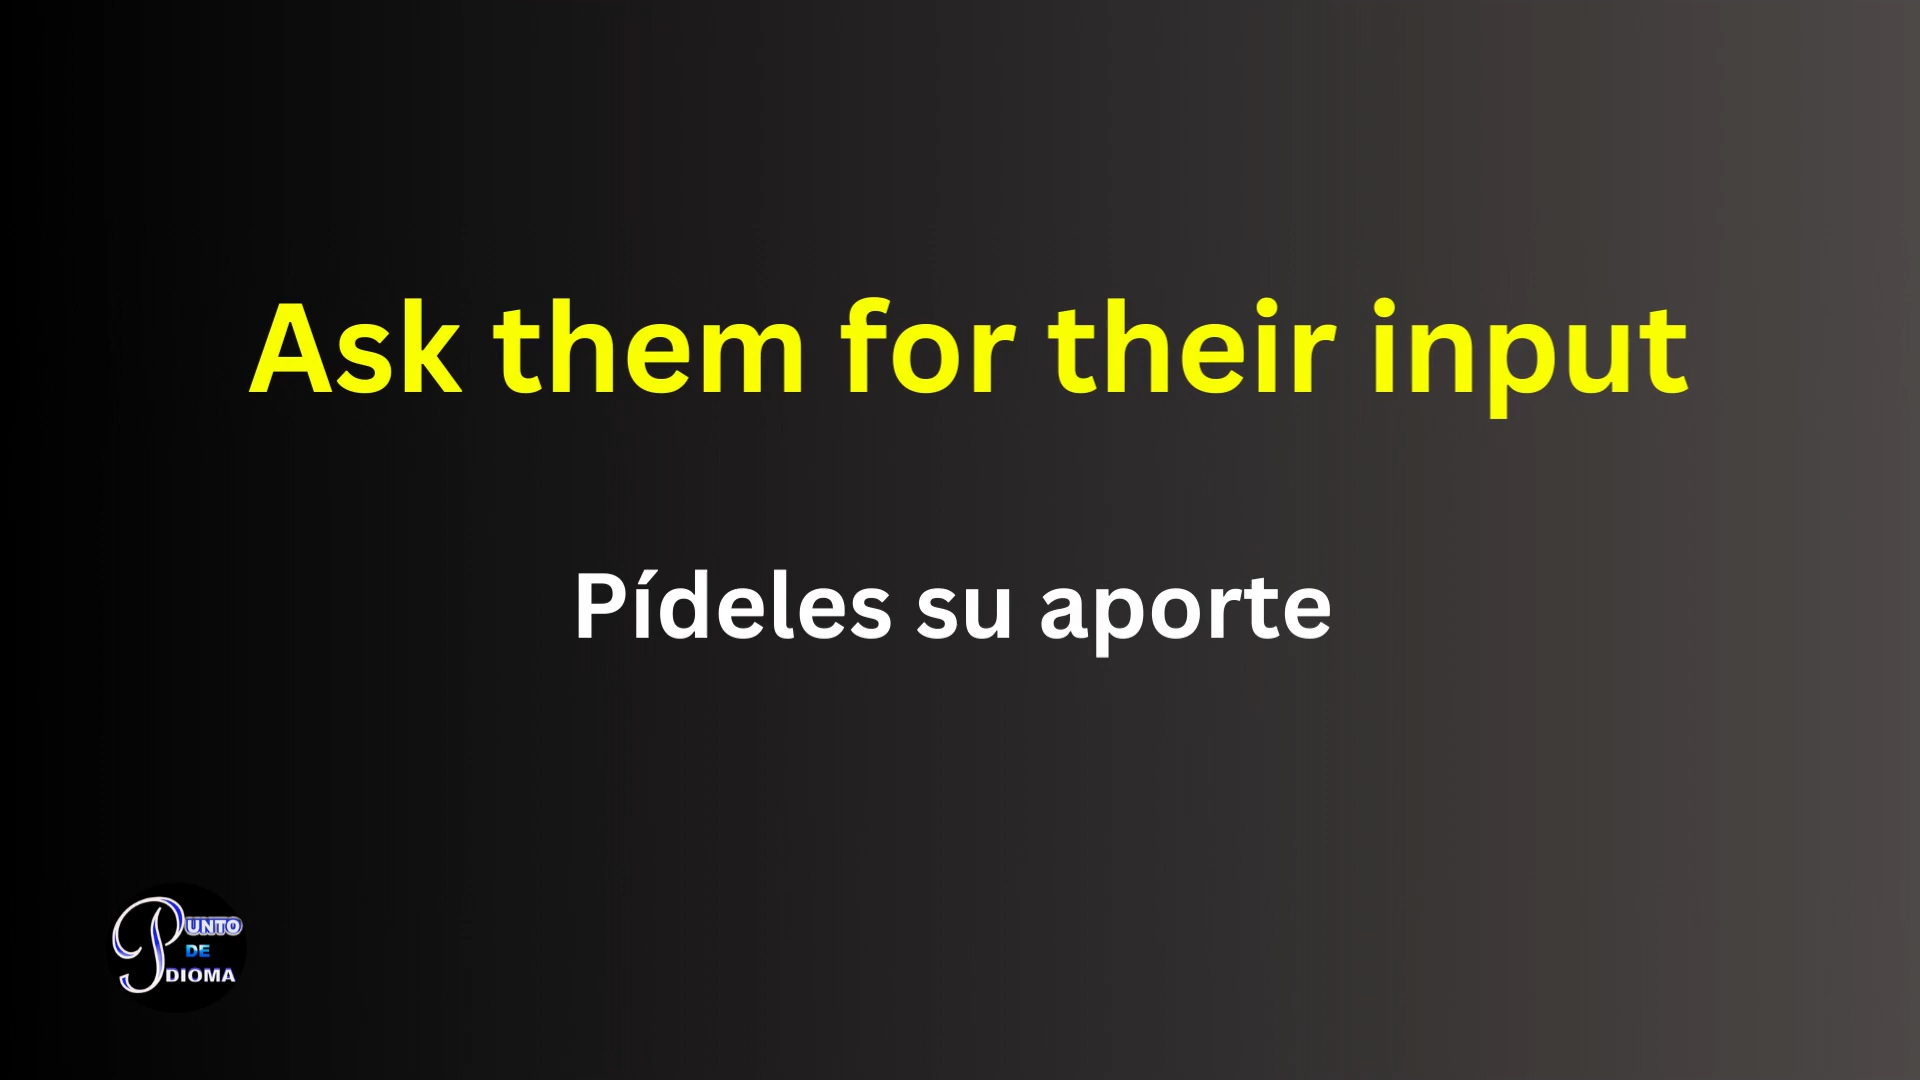 Ask them for their input
Pídeles su aporte
PUNTO
DE
IDIOMA